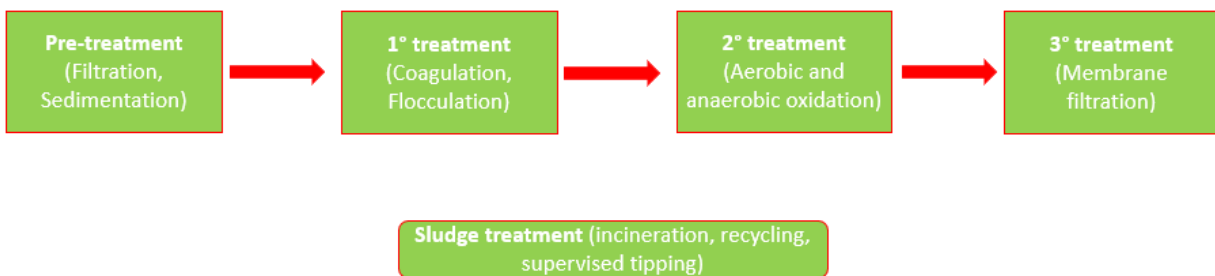 Pre-treatment
(Filtration,
Sedimentation)
1° treatment
(Coagulation,
Flocculation)
2° treatment
(Aerobic and
anaerobic oxidation)
3° treatment
(Membrane
filtration)
Sludge treatment (incineration, recycling,
supervised tipping)